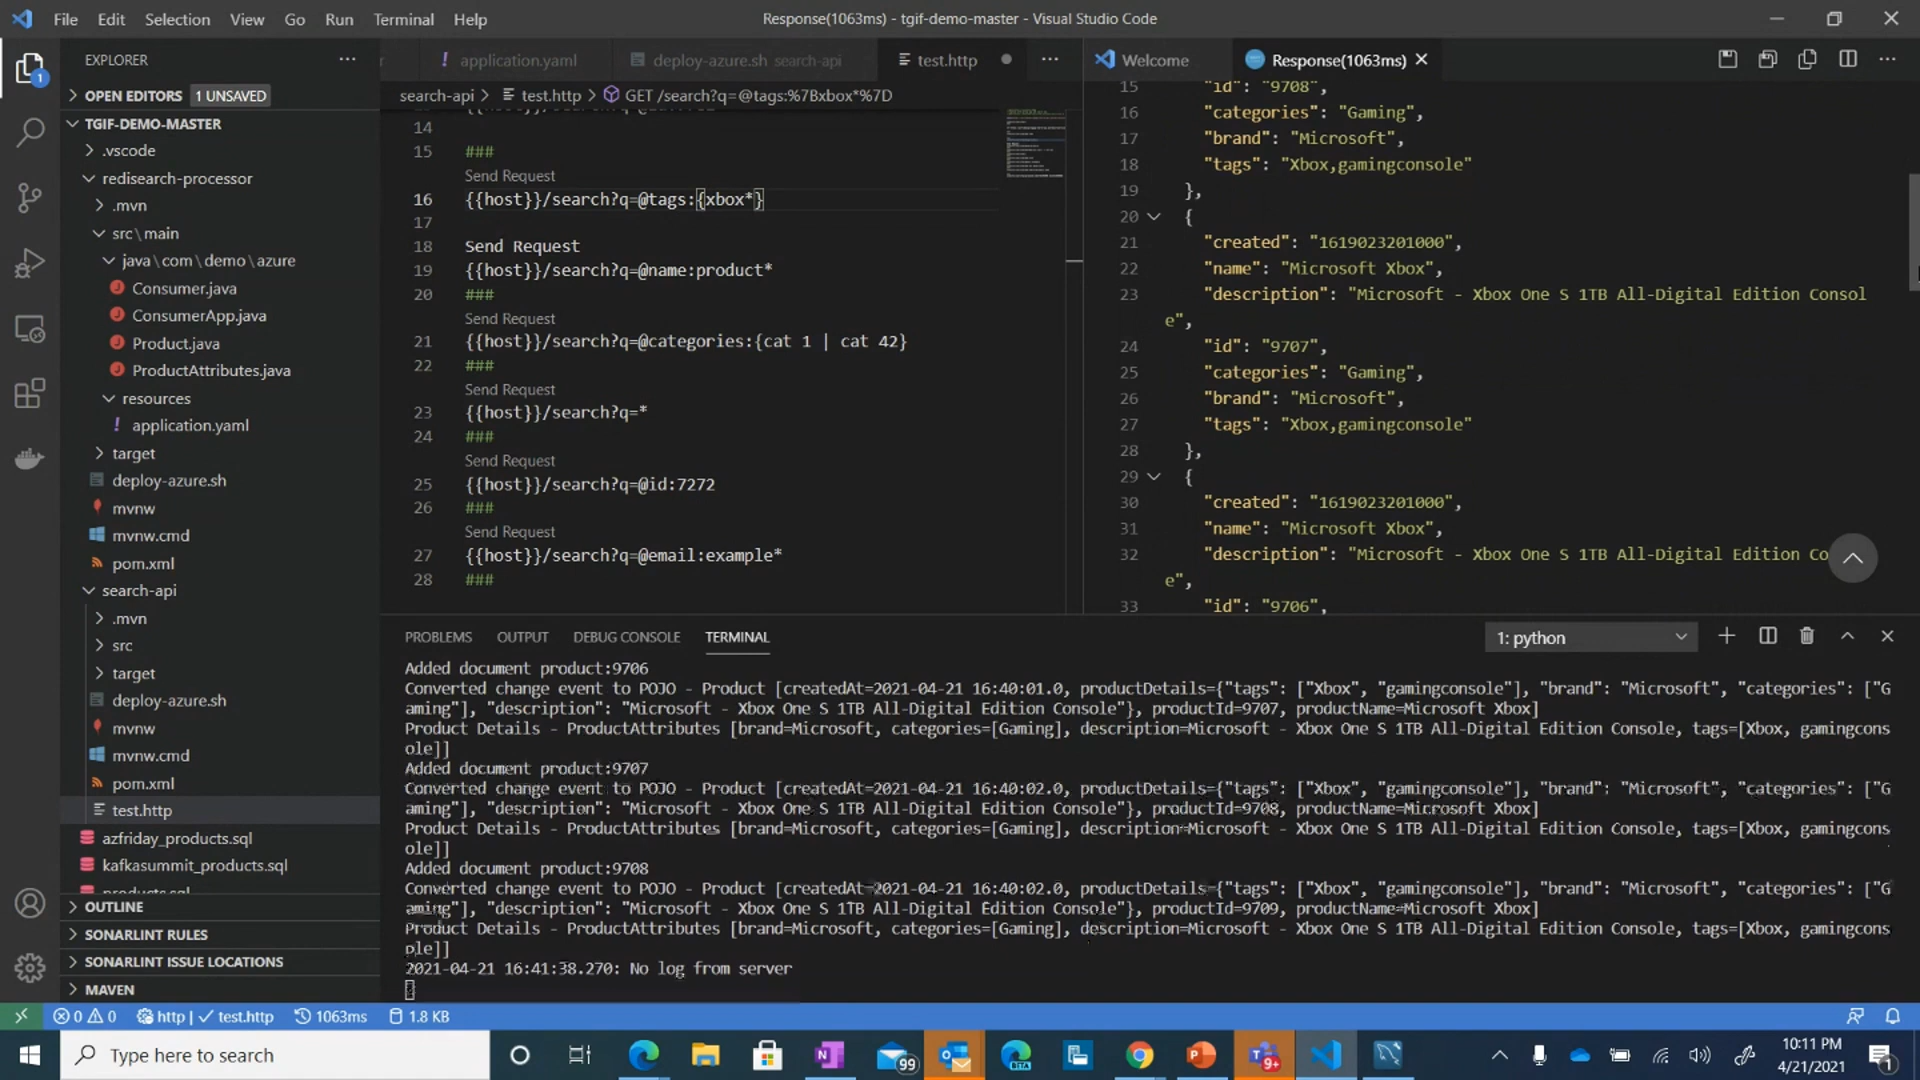 File Edit Selection View Go Run Terminal Help
Response(1063ms) - tgif-demo-master - Visual Studio Code
EXPLORER
OPEN EDITORS 1 UNSAVED
TGIF-DEMO-MASTER
.vscode
redisearch-processor
.mvn
src\main
java\com\demo\azure
Consumer.java
ConsumerApp.java
Product.java
ProductAttributes.java
resources
application.yaml
target
deploy-azure.sh
mvnw
mvnw.cmd
pom.xml
search-api
.mvn
src
target
deploy-azure.sh
mvnw
mvnw.cmd
pom.xml
test.http
azfriday_products.sql
kafkasummit_products.sql
products.sql
OUTLINE
SONARLINT RULES
SONARLINT ISSUE LOCATIONS
MAVEN
! application.yaml
deploy-azure.sh search-api
test.http
search-api > test.http > GET /search?q=@tags:%7Bxbox*%7D
14
15 ###
Send Request
16 {{host}}/search?q=@tags:{xbox*}
17
18 Send Request
19 {{host}}/search?q=@name:product*
20 ###
Send Request
21 {{host}}/search?q=@categories:{cat 1 | cat 42}
22 ###
Send Request
23 {{host}}/search?q=*
24 ###
Send Request
25 {{host}}/search?q=@id:7272
26 ###
Send Request
27 {{host}}/search?q=@email:example*
28 ###
Welcome
Response(1063ms)
15 "id": "9708",
16 "categories": "Gaming",
17 "brand": "Microsoft",
18 "tags": "Xbox,gamingconsole"
19 },
20 {
21 "created": "1619023201000",
22 "name": "Microsoft Xbox",
23 "description": "Microsoft - Xbox One S 1TB All-Digital Edition Consol
e",
24 "id": "9707",
25 "categories": "Gaming",
26 "brand": "Microsoft",
27 "tags": "Xbox,gamingconsole"
28 },
29 {
30 "created": "1619023201000",
31 "name": "Microsoft Xbox",
32 "description": "Microsoft - Xbox One S 1TB All-Digital Edition Co
e",
33 "id": "9706",
PROBLEMS OUTPUT DEBUG CONSOLE TERMINAL
1: python
Added document product:9706
Converted change event to POJO - Product [createdAt=2021-04-21 16:40:01.0, productDetails={"tags": ["Xbox", "gamingconsole"], "brand": "Microsoft", "categories": ["G
aming"], "description": "Microsoft - Xbox One S 1TB All-Digital Edition Console"}, productId=9707, productName=Microsoft Xbox]
Product Details - ProductAttributes [brand=Microsoft, categories=[Gaming], description=Microsoft - Xbox One S 1TB All-Digital Edition Console, tags=[Xbox, gamingcons
ole]]
Added document product:9707
Converted change event to POJO - Product [createdAt=2021-04-21 16:40:02.0, productDetails={"tags": ["Xbox", "gamingconsole"], "brand": "Microsoft", "categories": ["G
aming"], "description": "Microsoft - Xbox One S 1TB All-Digital Edition Console"}, productId=9708, productName=Microsoft Xbox]
Product Details - ProductAttributes [brand=Microsoft, categories=[Gaming], description=Microsoft - Xbox One S 1TB All-Digital Edition Console, tags=[Xbox, gamingcons
ole]]
Added document product:9708
Converted change event to POJO - Product [createdAt=2021-04-21 16:40:02.0, productDetails={"tags": ["Xbox", "gamingconsole"], "brand": "Microsoft", "categories": ["G
aming"], "description": "Microsoft - Xbox One S 1TB All-Digital Edition Console"}, productId=9709, productName=Microsoft Xbox]
Product Details - ProductAttributes [brand=Microsoft, categories=[Gaming], description=Microsoft - Xbox One S 1TB All-Digital Edition Console, tags=[Xbox, gamingcons
ole]]
2021-04-21 16:41:38.270: No log from server
0 0 http | test.http 1063ms 1.8 KB
Type here to search
99
BETA
9+
10:11 PM
4/21/2021
1